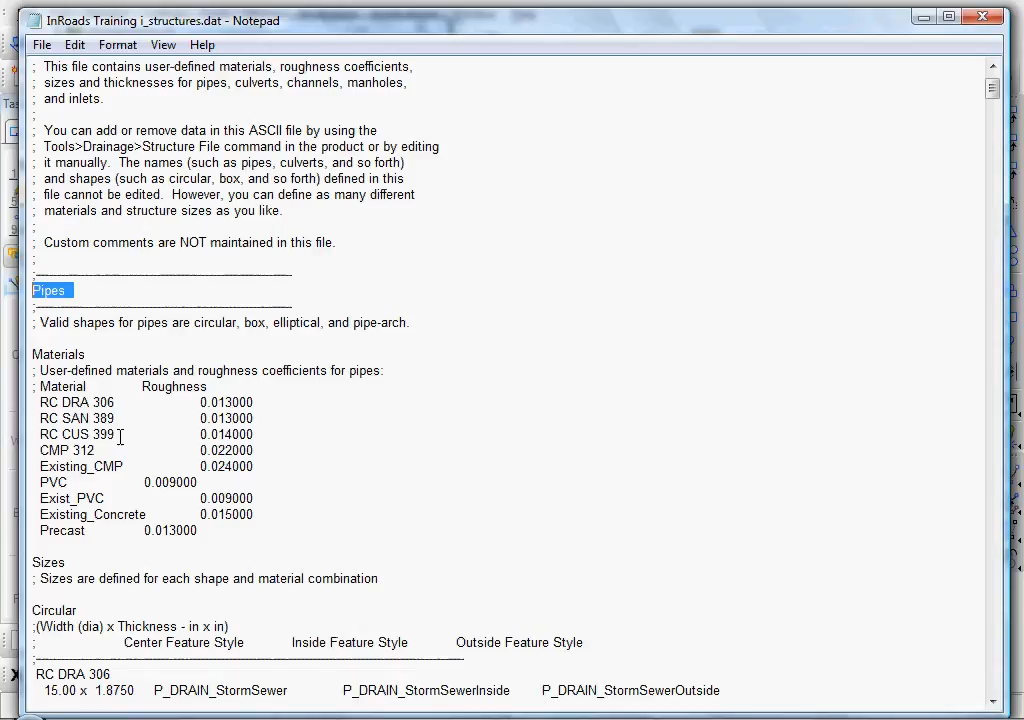 InRoads Training i_structures.dat - Notepad
File Edit Format View Help
; This file contains user-defined materials, roughness coefficients,
; sizes and thicknesses for pipes, culverts, channels, manholes,
; and inlets.
;
; You can add or remove data in this ASCII file by using the
; Tools>Drainage>Structure File command in the product or by editing
; it manually. The names (such as pipes, culverts, and so forth)
; and shapes (such as circular, box, and so forth) defined in this
; file cannot be edited. However, you can define as many different
; materials and structure sizes as you like.
;
; Custom comments are NOT maintained in this file.
;
;
Pipes
;
; Valid shapes for pipes are circular, box, elliptical, and pipe-arch.
Materials
; User-defined materials and roughness coefficients for pipes:
; Material Roughness
RC DRA 306 0.013000
RC SAN 389 0.013000
RC CUS 399 0.014000
CMP 312 0.022000
Existing_CMP 0.024000
PVC 0.009000
Exist_PVC 0.009000
Existing_Concrete 0.015000
Precast 0.013000
Sizes
; Sizes are defined for each shape and material combination
Circular
;(Width (dia) x Thickness - in x in)
; Center Feature Style Inside Feature Style Outside Feature Style
;
RC DRA 306
15.00 x 1.8750 P_DRAIN_StormSewer P_DRAIN_StormSewerInside P_DRAIN_StormSewerOutside